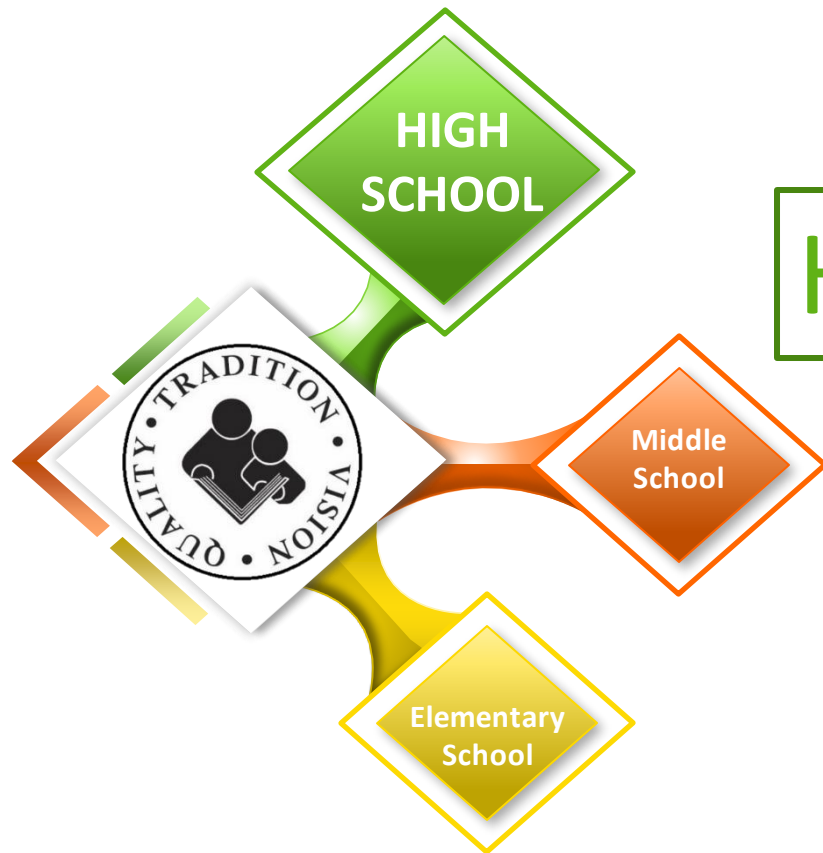 HIGH
SCHOOL
H
TRADITION • VISION • QUALITY •
Middle
School
Elementary
School